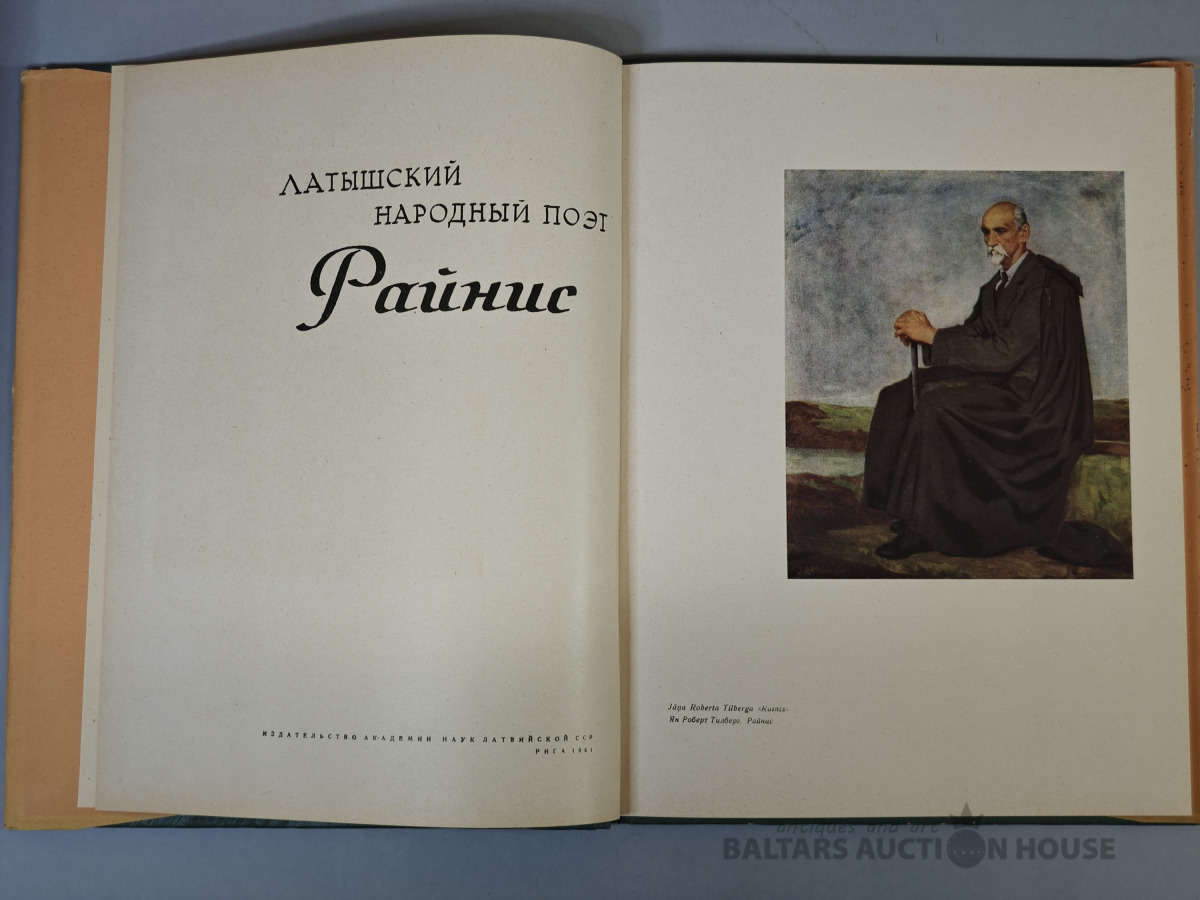 ЛАТЫШСКИЙ
НАРОДНЫЙ ПОЭТ
Райнис
ИЗДАТЕЛЬСТВО АКАДЕМИИ НАУК ЛАТВИЙСКОЙ ССР
РИГА 1961
Jāņa Roberta Tilberga «Rainis»
Ян Роберт Тилберг. Райнис
antiques and art
BALTARS AUCTION HOUSE